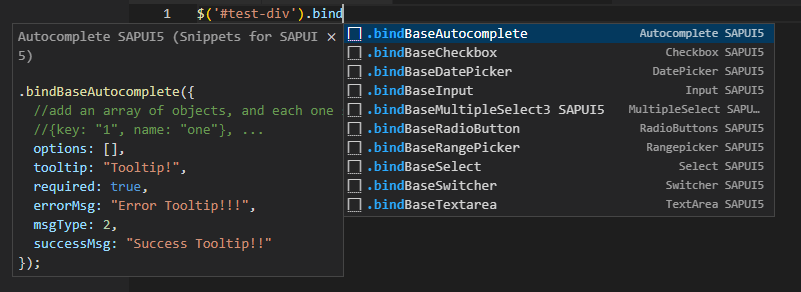 1 $('#test-div').bind
Autocomplete SAPUI5 (Snippets for SAPUI ×
5)
.bindBaseAutocomplete({
//add an array of objects, and each one
//{key: "1", name: "one"}, ...
options: [],
tooltip: "Tooltip!",
required: true,
errorMsg: "Error Tooltip!!!",
msgType: 2,
successMsg: "Success Tooltip!!"
});
.bindBaseAutocomplete Autocomplete SAPUI5
.bindBaseCheckbox Checkbox SAPUI5
.bindBaseDatePicker DatePicker SAPUI5
.bindBaseInput Input SAPUI5
.bindBaseMultipleSelect3 SAPUI5 MultipleSelect SAPU…
.bindBaseRadioButton RadioButtons SAPUI5
.bindBaseRangePicker Rangepicker SAPUI5
.bindBaseSelect Select SAPUI5
.bindBaseSwitcher Switcher SAPUI5
.bindBaseTextarea TextArea SAPUI5